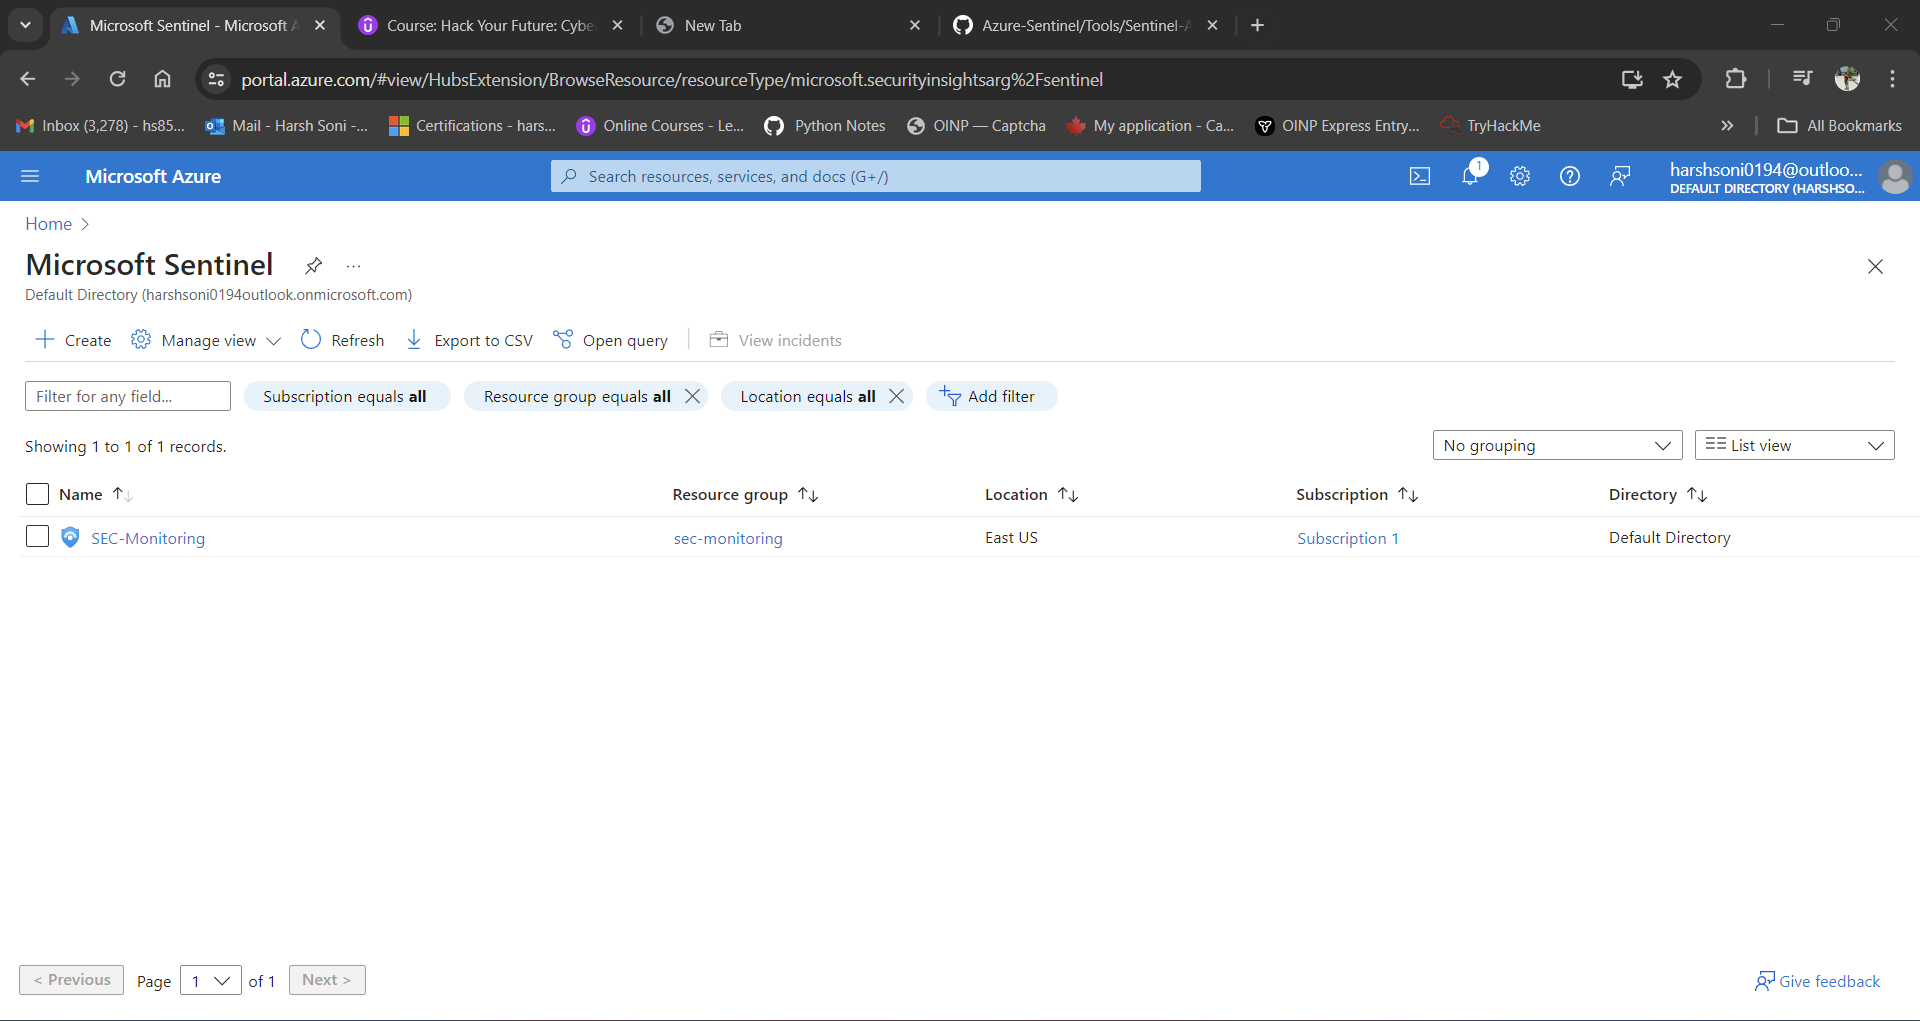 Microsoft Sentinel - Microsoft A
Course: Hack Your Future: Cybe
New Tab
Azure-Sentinel/Tools/Sentinel-A
portal.azure.com/#view/HubsExtension/BrowseResource/resourceType/microsoft.securityinsightsarg%2Fsentinel
Inbox (3,278) - hs85...
Mail - Harsh Soni -...
Certifications - hars...
Online Courses - Le...
Python Notes
OINP — Captcha
My application - Ca...
OINP Express Entry...
TryHackMe
All Bookmarks
Microsoft Azure
Search resources, services, and docs (G+/)
1
harshsoni0194@outloo...
DEFAULT DIRECTORY (HARSHSO...
Home
Microsoft Sentinel
...
Default Directory (harshsoni0194outlook.onmicrosoft.com)
Create
Manage view
Refresh
Export to CSV
Open query
View incidents
Filter for any field...
Subscription equals all
Resource group equals all
Location equals all
Add filter
Showing 1 to 1 of 1 records.
No grouping
List view
Name
Resource group
Location
Subscription
Directory
SEC-Monitoring
sec-monitoring
East US
Subscription 1
Default Directory
< Previous
Page
1
of 1
Next >
Give feedback